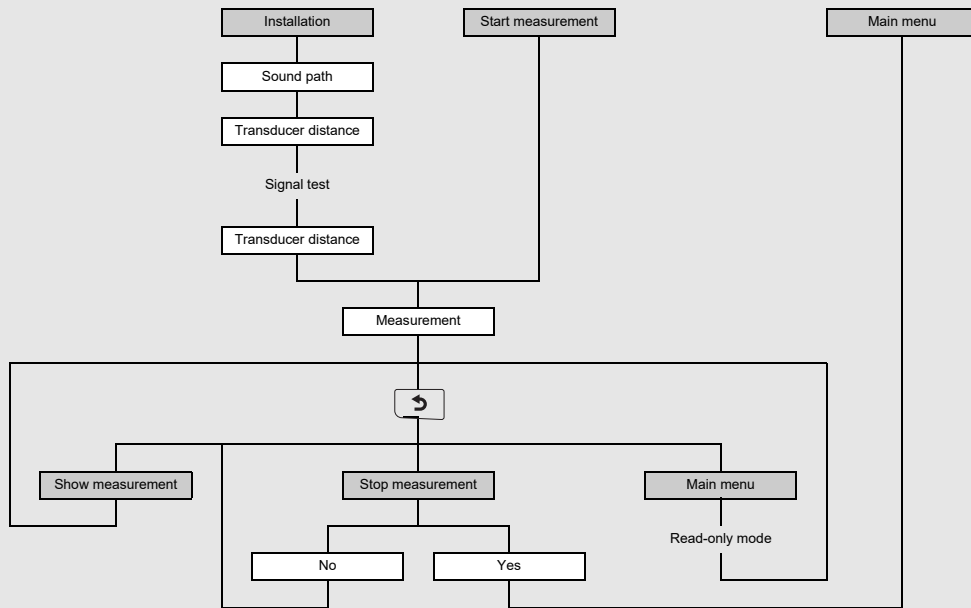 Installation
Start measurement
Main menu
Sound path
Transducer distance
Signal test
Transducer distance
Measurement
Show measurement
Stop measurement
Main menu
Read-only mode
No
Yes